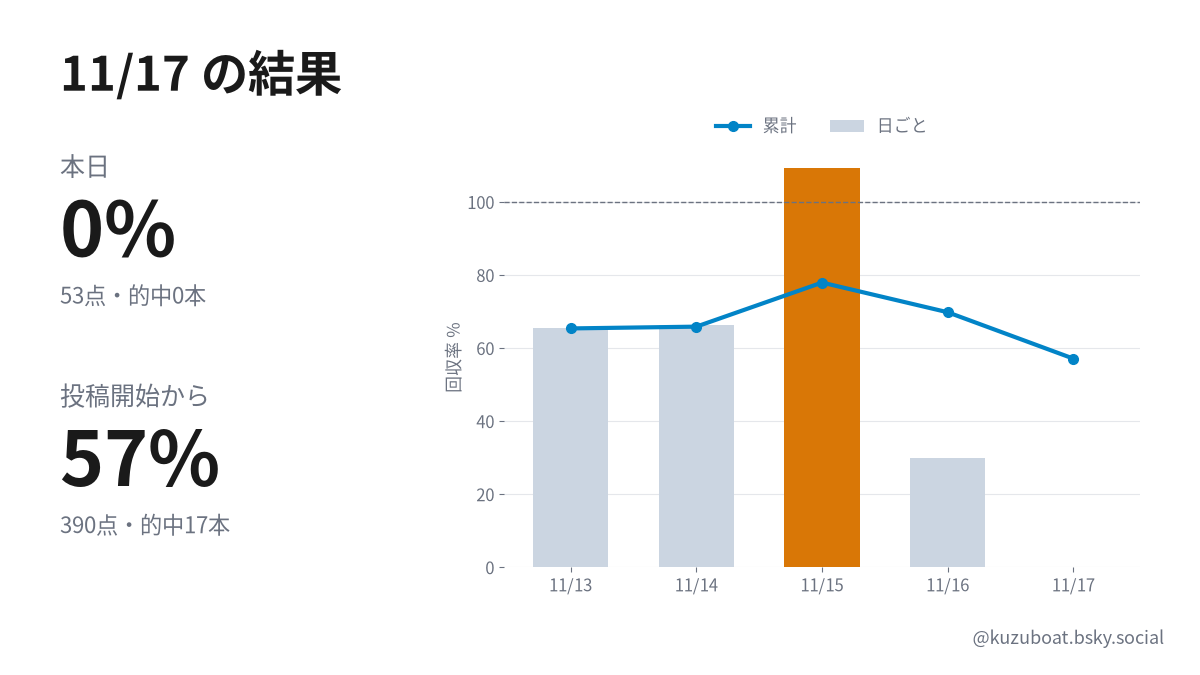 11/17 の結果
本日
0%
53点・的中0本
投稿開始から
57%
390点・的中17本
累計
日ごと
回収率 %
100
80
60
40
20
0
11/13
11/14
11/15
11/16
11/17
@kuzuboat.bsky.social